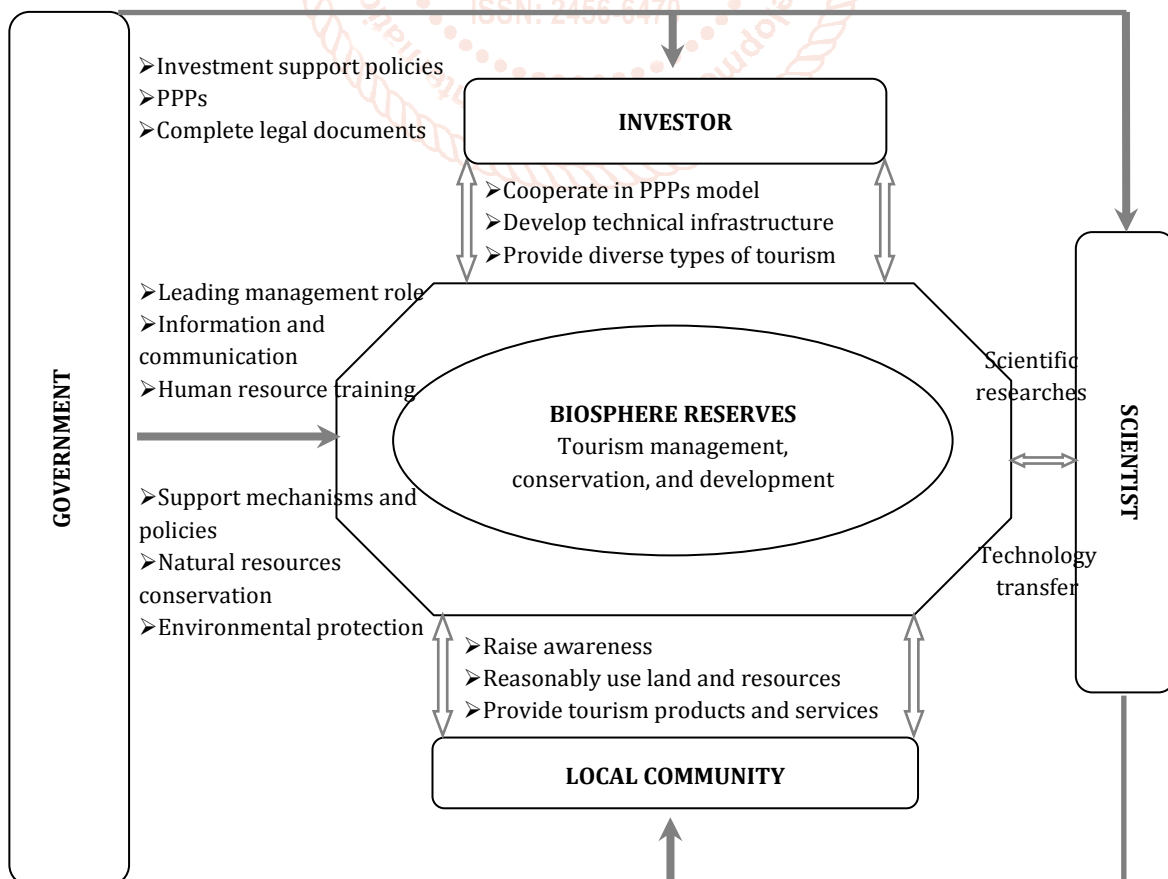 ISSN: 2456-6470
➢Investment support policies
➢PPPs
➢Complete legal documents
INVESTOR
➢Cooperate in PPPs model
➢Develop technical infrastructure
➢Provide diverse types of tourism
GOVERNMENT
➢Leading management role
➢Information and
communication
➢Human resource training
BIOSPHERE RESERVES
Tourism management,
conservation, and development
Scientific
researches
SCIENTIST
Technology
transfer
➢Support mechanisms and
policies
➢Natural resources
conservation
➢Environmental protection
➢Raise awareness
➢Reasonably use land and resources
➢Provide tourism products and services
LOCAL COMMUNITY